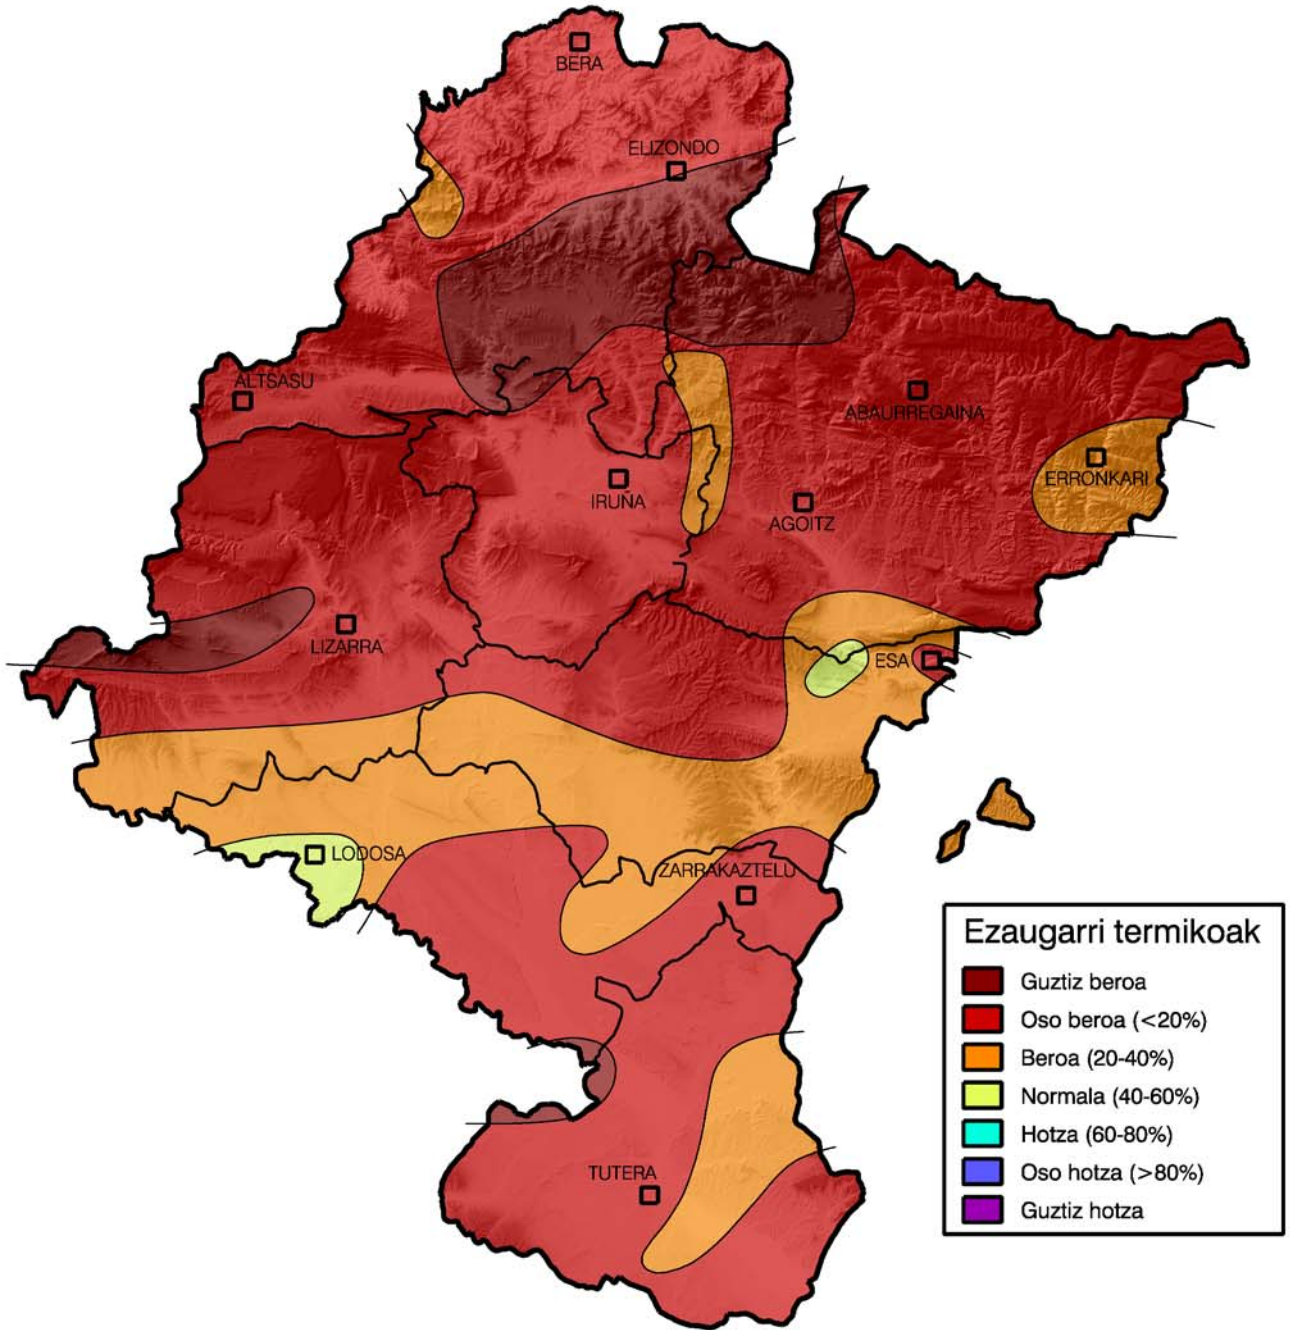 BERA
ELIZONDO
ALTSASU
ABAURREGAINA
ERRONKARI
IRUÑA
AGOITZ
LIZARRA
ESA
LODOSA
ZARRAKAZTELU
TUTERA
Ezaugarri termikoak
Guztiz beroa
Oso beroa (<20%)
Beroa (20-40%)
Normala (40-60%)
Hotza (60-80%)
Oso hotza (>80%)
Guztiz hotza